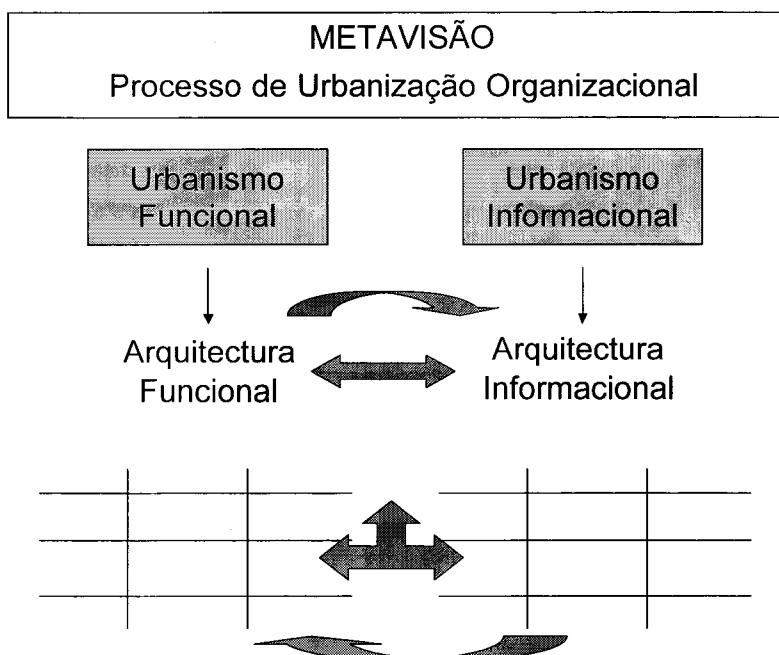 METAVISÃO
Processo de Urbanização Organizacional
Urbanismo
Funcional
Urbanismo
Informacional
Arquitectura
Funcional
Arquitectura
Informacional